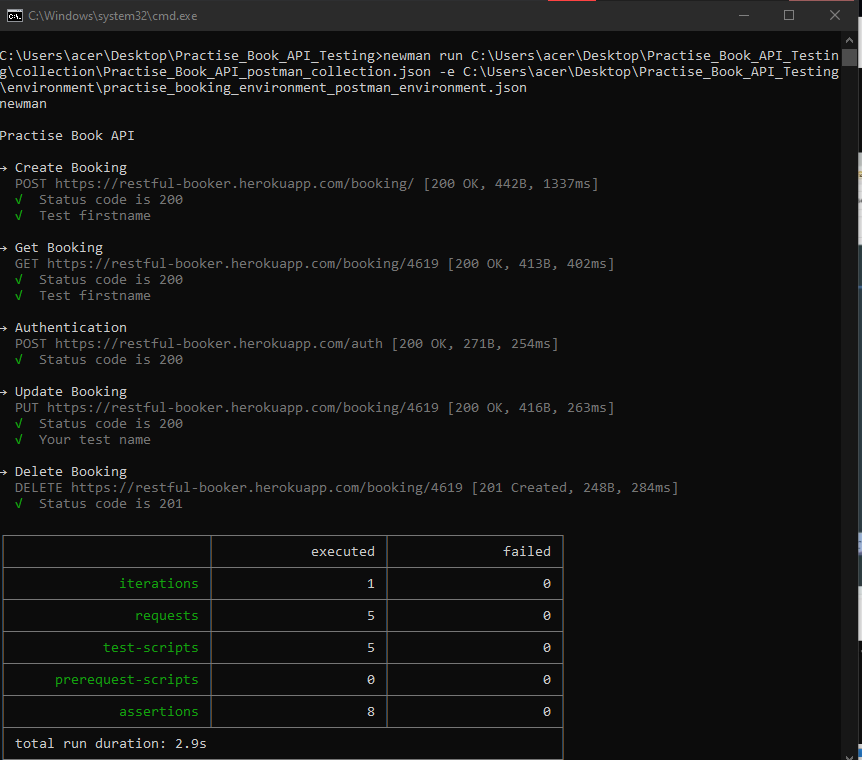 C:\Windows\system32\cmd.exe
C:\Users\acer\Desktop\Practise_Book_API_Testing>newman run C:\Users\acer\Desktop\Practise_Book_API_Testin
g\collection\Practise_Book_API_postman_collection.json -e C:\Users\acer\Desktop\Practise_Book_API_Testing
\environment\practise_booking_environment_postman_environment.json
newman
Practise Book API
→ Create Booking
POST https://restful-booker.herokuapp.com/booking/ [200 OK, 442B, 1337ms]
√ Status code is 200
√ Test firstname
→ Get Booking
GET https://restful-booker.herokuapp.com/booking/4619 [200 OK, 413B, 402ms]
√ Status code is 200
√ Test firstname
→ Authentication
POST https://restful-booker.herokuapp.com/auth [200 OK, 271B, 254ms]
√ Status code is 200
→ Update Booking
PUT https://restful-booker.herokuapp.com/booking/4619 [200 OK, 416B, 263ms]
√ Status code is 200
√ Your test name
→ Delete Booking
DELETE https://restful-booker.herokuapp.com/booking/4619 [201 Created, 248B, 284ms]
√ Status code is 201
executed failed
iterations 1 0
requests 5 0
test-scripts 5 0
prerequest-scripts 0 0
assertions 8 0
total run duration: 2.9s